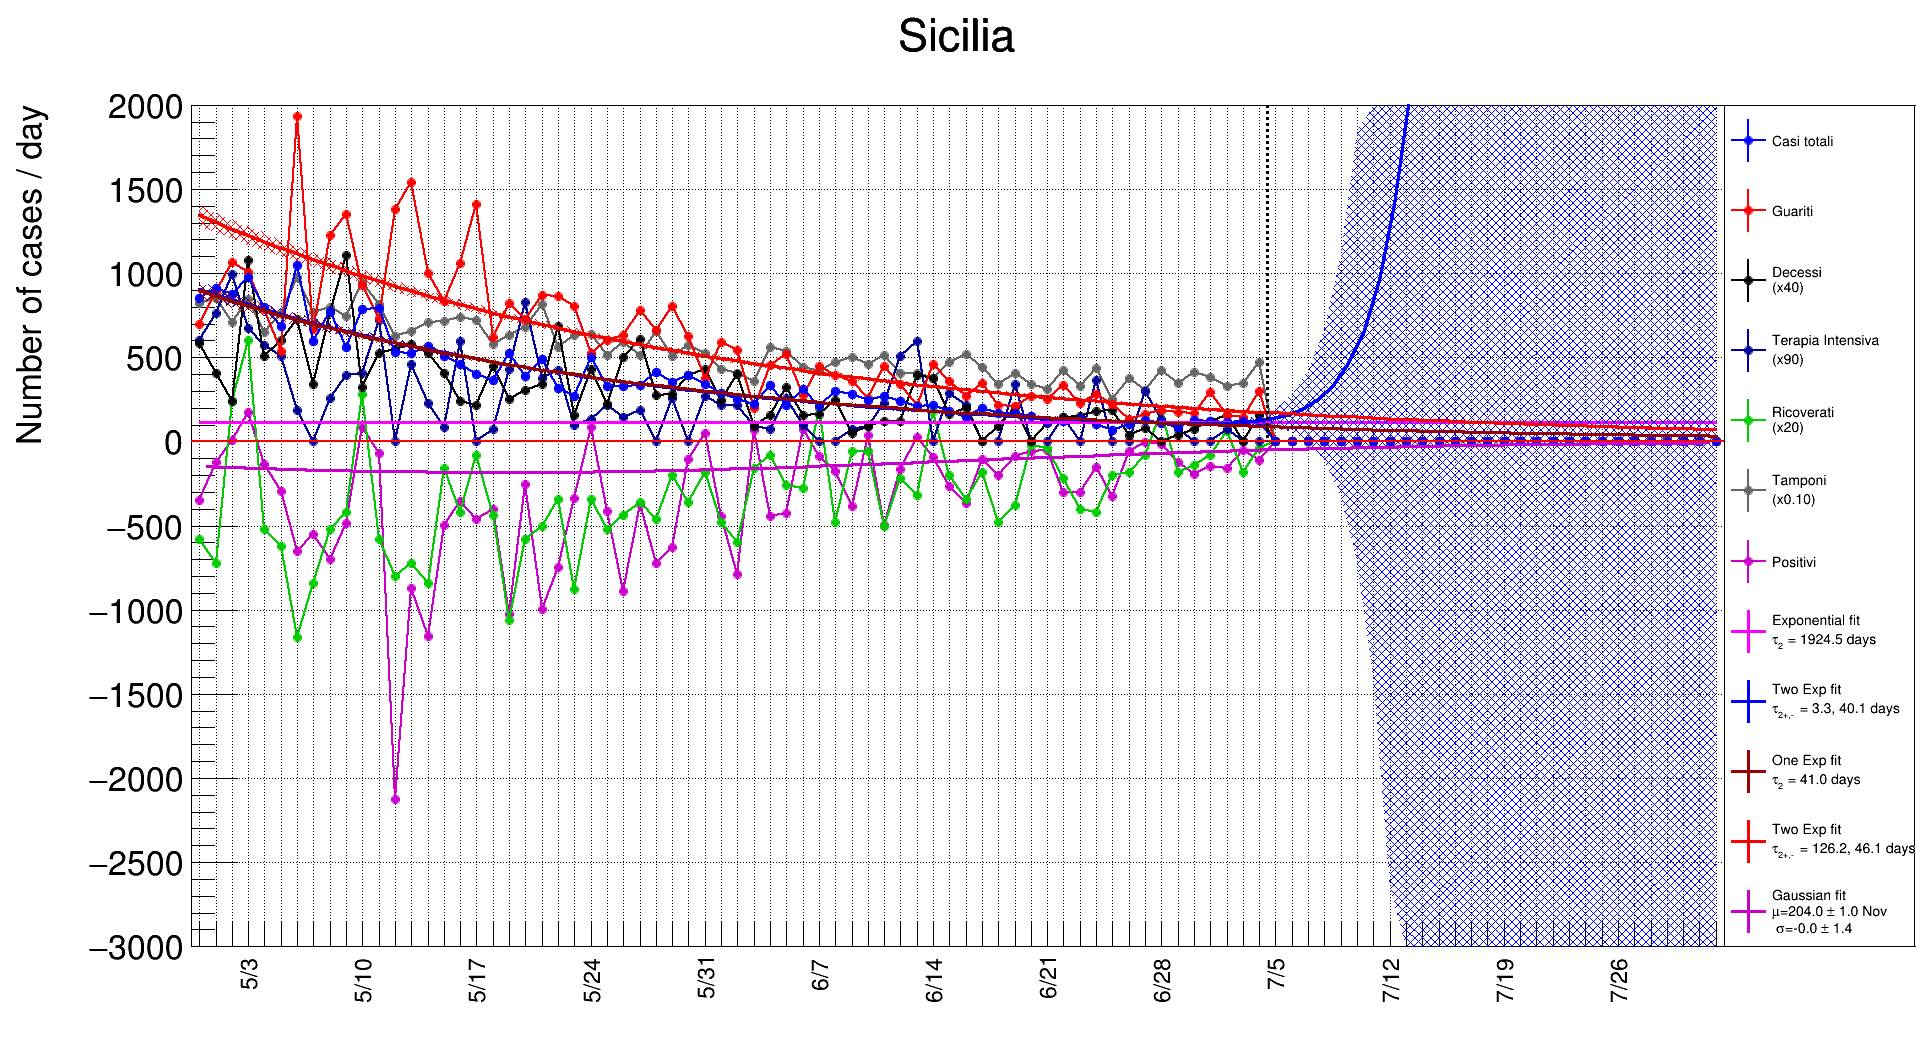 Sicilia
Number of cases / day
2000
1500
1000
500
0
−500
−1000
−1500
−2000
−2500
−3000
5/3
5/10
5/17
5/24
5/31
6/7
6/14
6/21
6/28
7/5
7/12
7/19
7/26
Casi totali
Guariti
Decessi
(x40)
Terapia Intensiva
(x90)
Ricoverati
(x20)
Tamponi
(x0.10)
Positivi
Exponential fit
τ2 = 1924.5 days
Two Exp fit
τ2+,- = 3.3, 40.1 days
One Exp fit
τ2 = 41.0 days
Two Exp fit
τ2+,- = 126.2, 46.1 days
Gaussian fit
μ=204.0 ± 1.0 Nov
σ=-0.0 ± 1.4